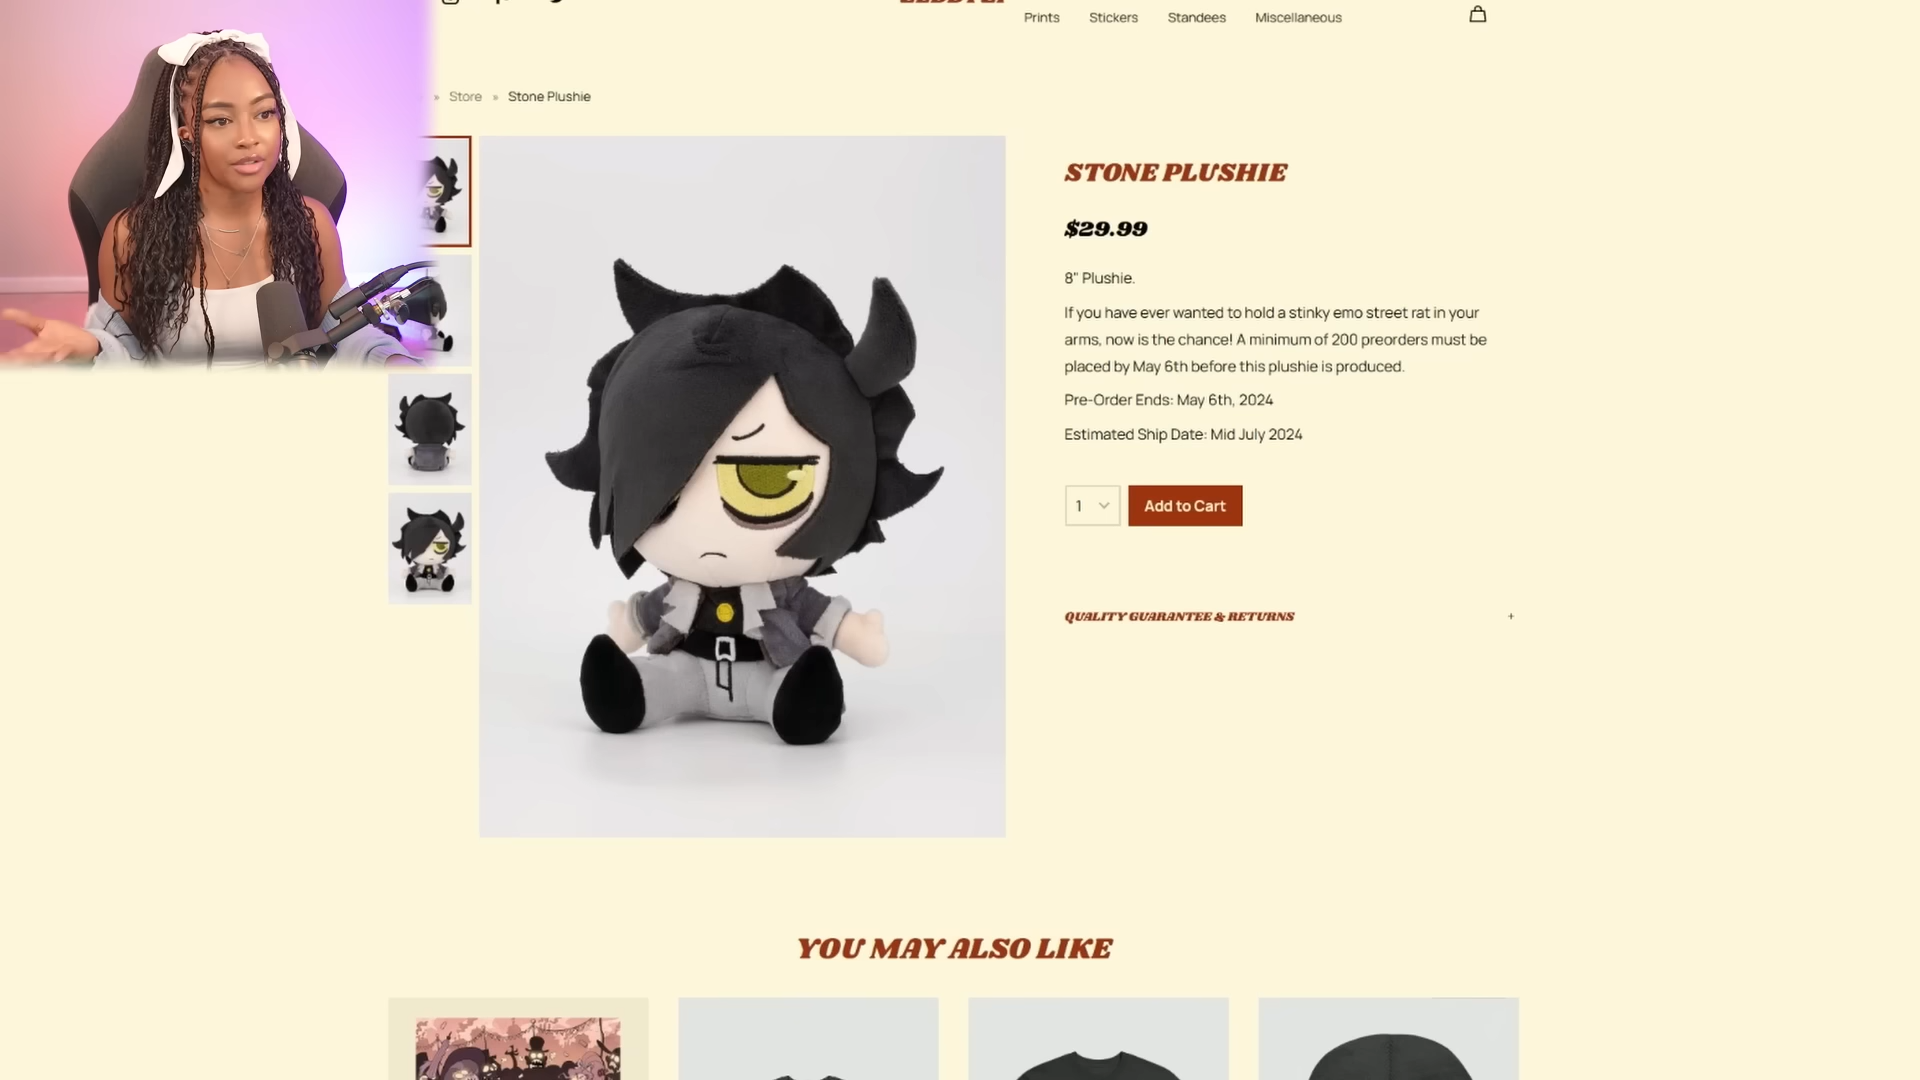 Prints Stickers Standees Miscellaneous
» Store » Stone Plushie
STONE PLUSHIE
$29.99
8" Plushie.
If you have ever wanted to hold a stinky emo street rat in your
arms, now is the chance! A minimum of 200 preorders must be
placed by May 6th before this plushie is produced.
Pre-Order Ends: May 6th, 2024
Estimated Ship Date: Mid July 2024
1 Add to Cart
QUALITY GUARANTEE & RETURNS +
YOU MAY ALSO LIKE